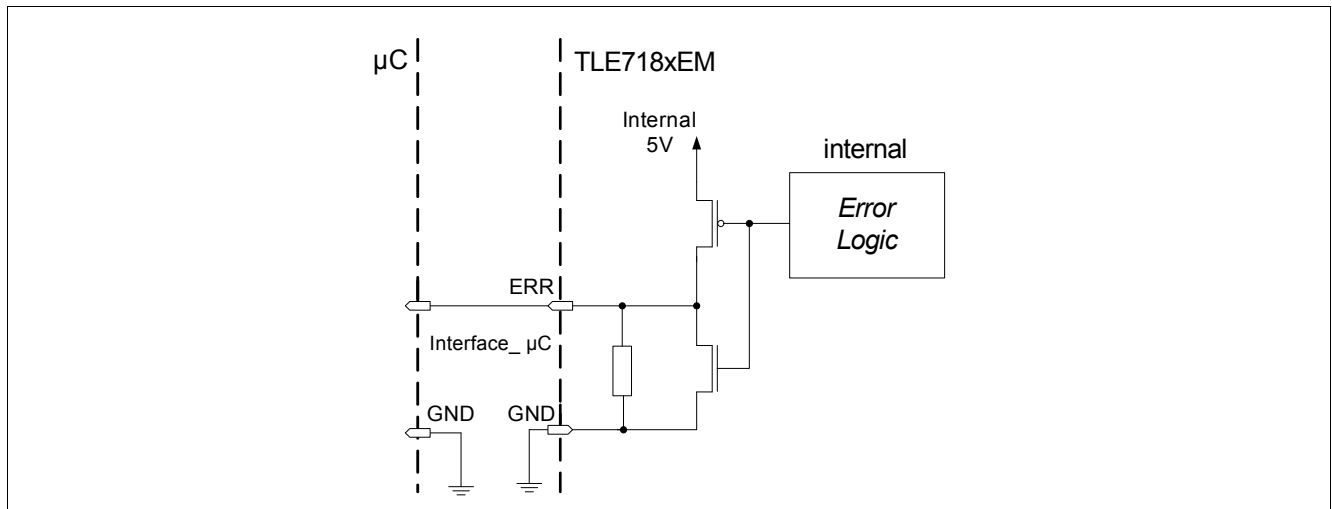 µC
TLE718xEM
Internal
5V
internal
Error
Logic
ERR
Interface_ µC
GND
GND